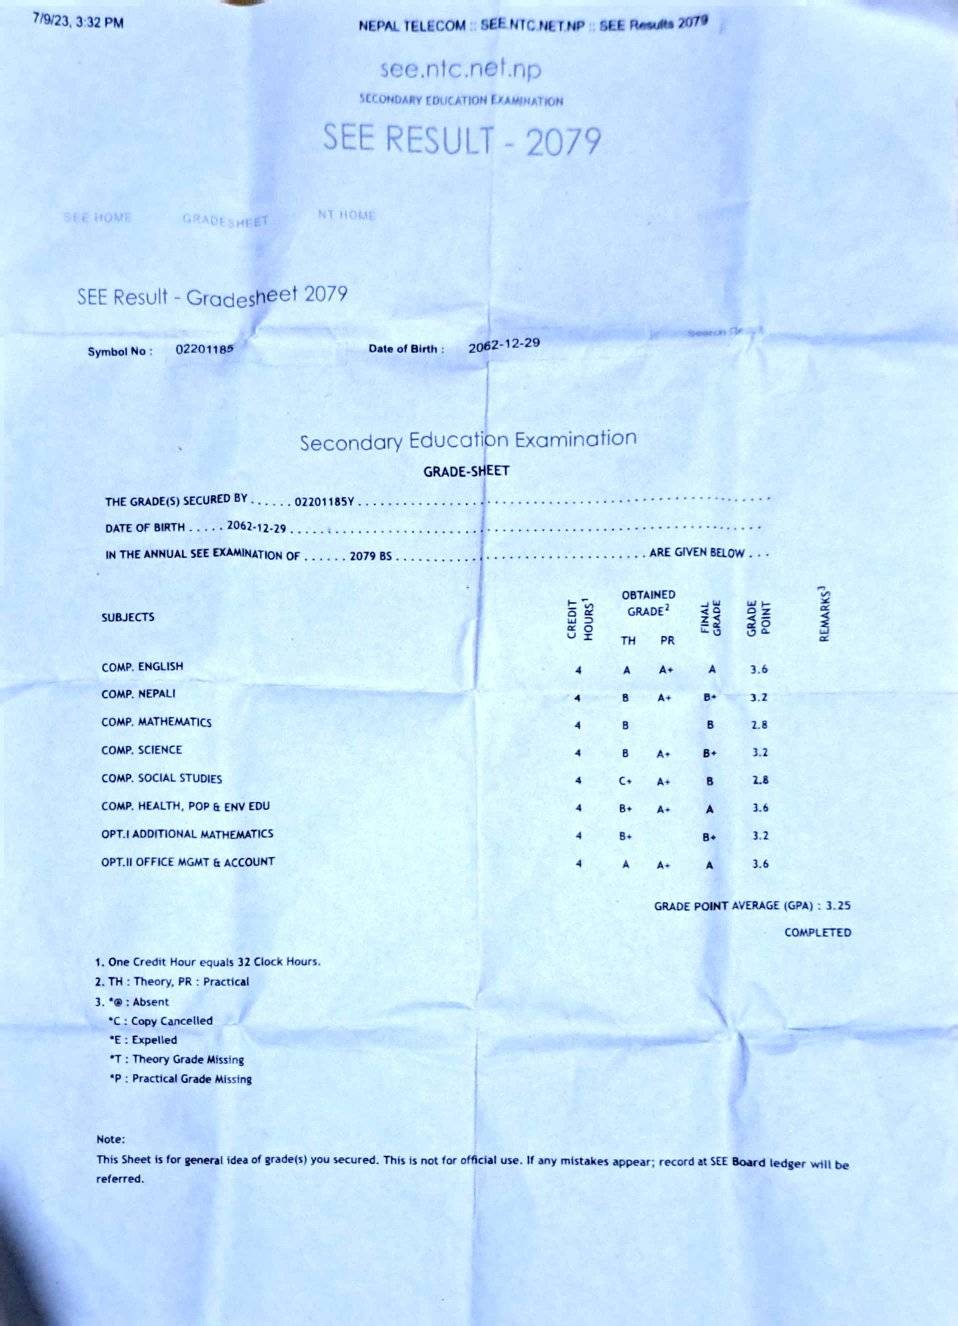 7/9/23, 3:32 PM NEPAL TELECOM :: SEE.NTC.NET.NP :: SEE Results 2079
see.ntc.net.np
SECONDARY EDUCATION EXAMINATION
SEE RESULT - 2079
SEE HOME GRADESHEET NT HOME
SEE Result - Gradesheet 2079
Symbol No : 02201185 Date of Birth : 2062-12-29
Secondary Education Examination
GRADE-SHEET
THE GRADE(S) SECURED BY ...... 02201185Y ......
DATE OF BIRTH ..... 2062-12-29 ......
IN THE ANNUAL SEE EXAMINATION OF ...... 2079 BS ...... ARE GIVEN BELOW ...
SUBJECTS CREDIT HOURS1 OBTAINED GRADE2 FINAL GRADE GRADE POINT REMARKS3
TH PR
COMP. ENGLISH 4 A A+ A 3.6
COMP. NEPALI 4 B A+ B+ 3.2
COMP. MATHEMATICS 4 B B 2.8
COMP. SCIENCE 4 B A+ B+ 3.2
COMP. SOCIAL STUDIES 4 C+ A+ B 2.8
COMP. HEALTH, POP & ENV EDU 4 B+ A+ A 3.6
OPT.I ADDITIONAL MATHEMATICS 4 B+ B+ 3.2
OPT.II OFFICE MGMT & ACCOUNT 4 A A+ A 3.6
GRADE POINT AVERAGE (GPA) : 3.25
COMPLETED
1. One Credit Hour equals 32 Clock Hours.
2. TH : Theory, PR : Practical
3. *@ : Absent
*C : Copy Cancelled
*E : Expelled
*T : Theory Grade Missing
*P : Practical Grade Missing
Note:
This Sheet is for general idea of grade(s) you secured. This is not for official use. If any mistakes appear; record at SEE Board ledger will be
referred.